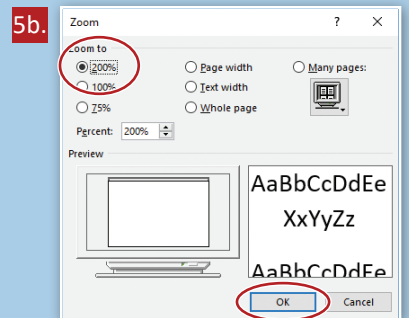 5b.
Zoom ? ×
Zoom to
200% Page width Many pages:
100% Text width
75% Whole page
Percent: 200%
Preview
AaBbCcDdEe
XxYyZz
AaBbCcDdEe
OK Cancel